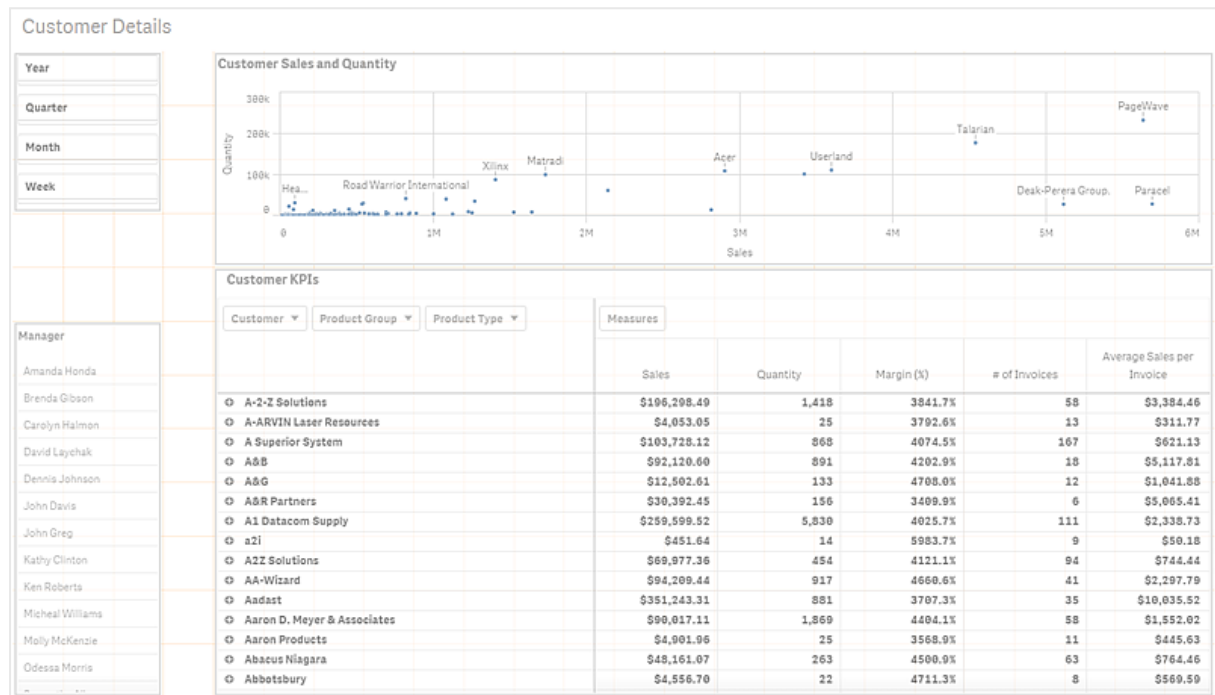 Customer Details
Year
Quarter
Month
Week
Manager
Amanda Honda
Brenda Gibson
Carolyn Halmon
David Laychak
Dennis Johnson
John Davis
John Greg
Kathy Clinton
Ken Roberts
Micheal Williams
Molly McKenzie
Odessa Morris
Customer Sales and Quantity
300k
200k
100k
0
Quantity
PageWave
Talarian
Acer
Userland
Xilinx
Matradi
Hea...
Road Warrior International
Deak-Perera Group.
Paracel
0 1M 2M 3M 4M 5M 6M
Sales
Customer KPIs
Customer Product Group Product Type Measures
Sales Quantity Margin (%) # of Invoices Average Sales per Invoice
A-2-Z Solutions $196,298.49 1,418 3841.7% 58 $3,384.46
A-ARVIN Laser Resources $4,053.05 25 3792.6% 13 $311.77
A Superior System $103,728.12 868 4074.5% 167 $621.13
A&B $92,120.60 891 4202.9% 18 $5,117.81
A&G $12,502.61 133 4708.0% 12 $1,041.88
A&R Partners $30,392.45 156 3409.9% 6 $5,065.41
A1 Datacom Supply $259,599.52 5,830 4025.7% 111 $2,338.73
a2i $451.64 14 5983.7% 9 $50.18
A2Z Solutions $69,977.36 454 4121.1% 94 $744.44
AA-Wizard $94,209.44 917 4660.6% 41 $2,297.79
Aadast $351,243.31 881 3707.3% 35 $10,035.52
Aaron D. Meyer & Associates $90,017.11 1,869 4404.1% 58 $1,552.02
Aaron Products $4,901.96 25 3568.9% 11 $445.63
Abacus Niagara $48,161.07 263 4500.9% 63 $764.46
Abbotsbury $4,556.70 22 4711.3% 8 $569.59